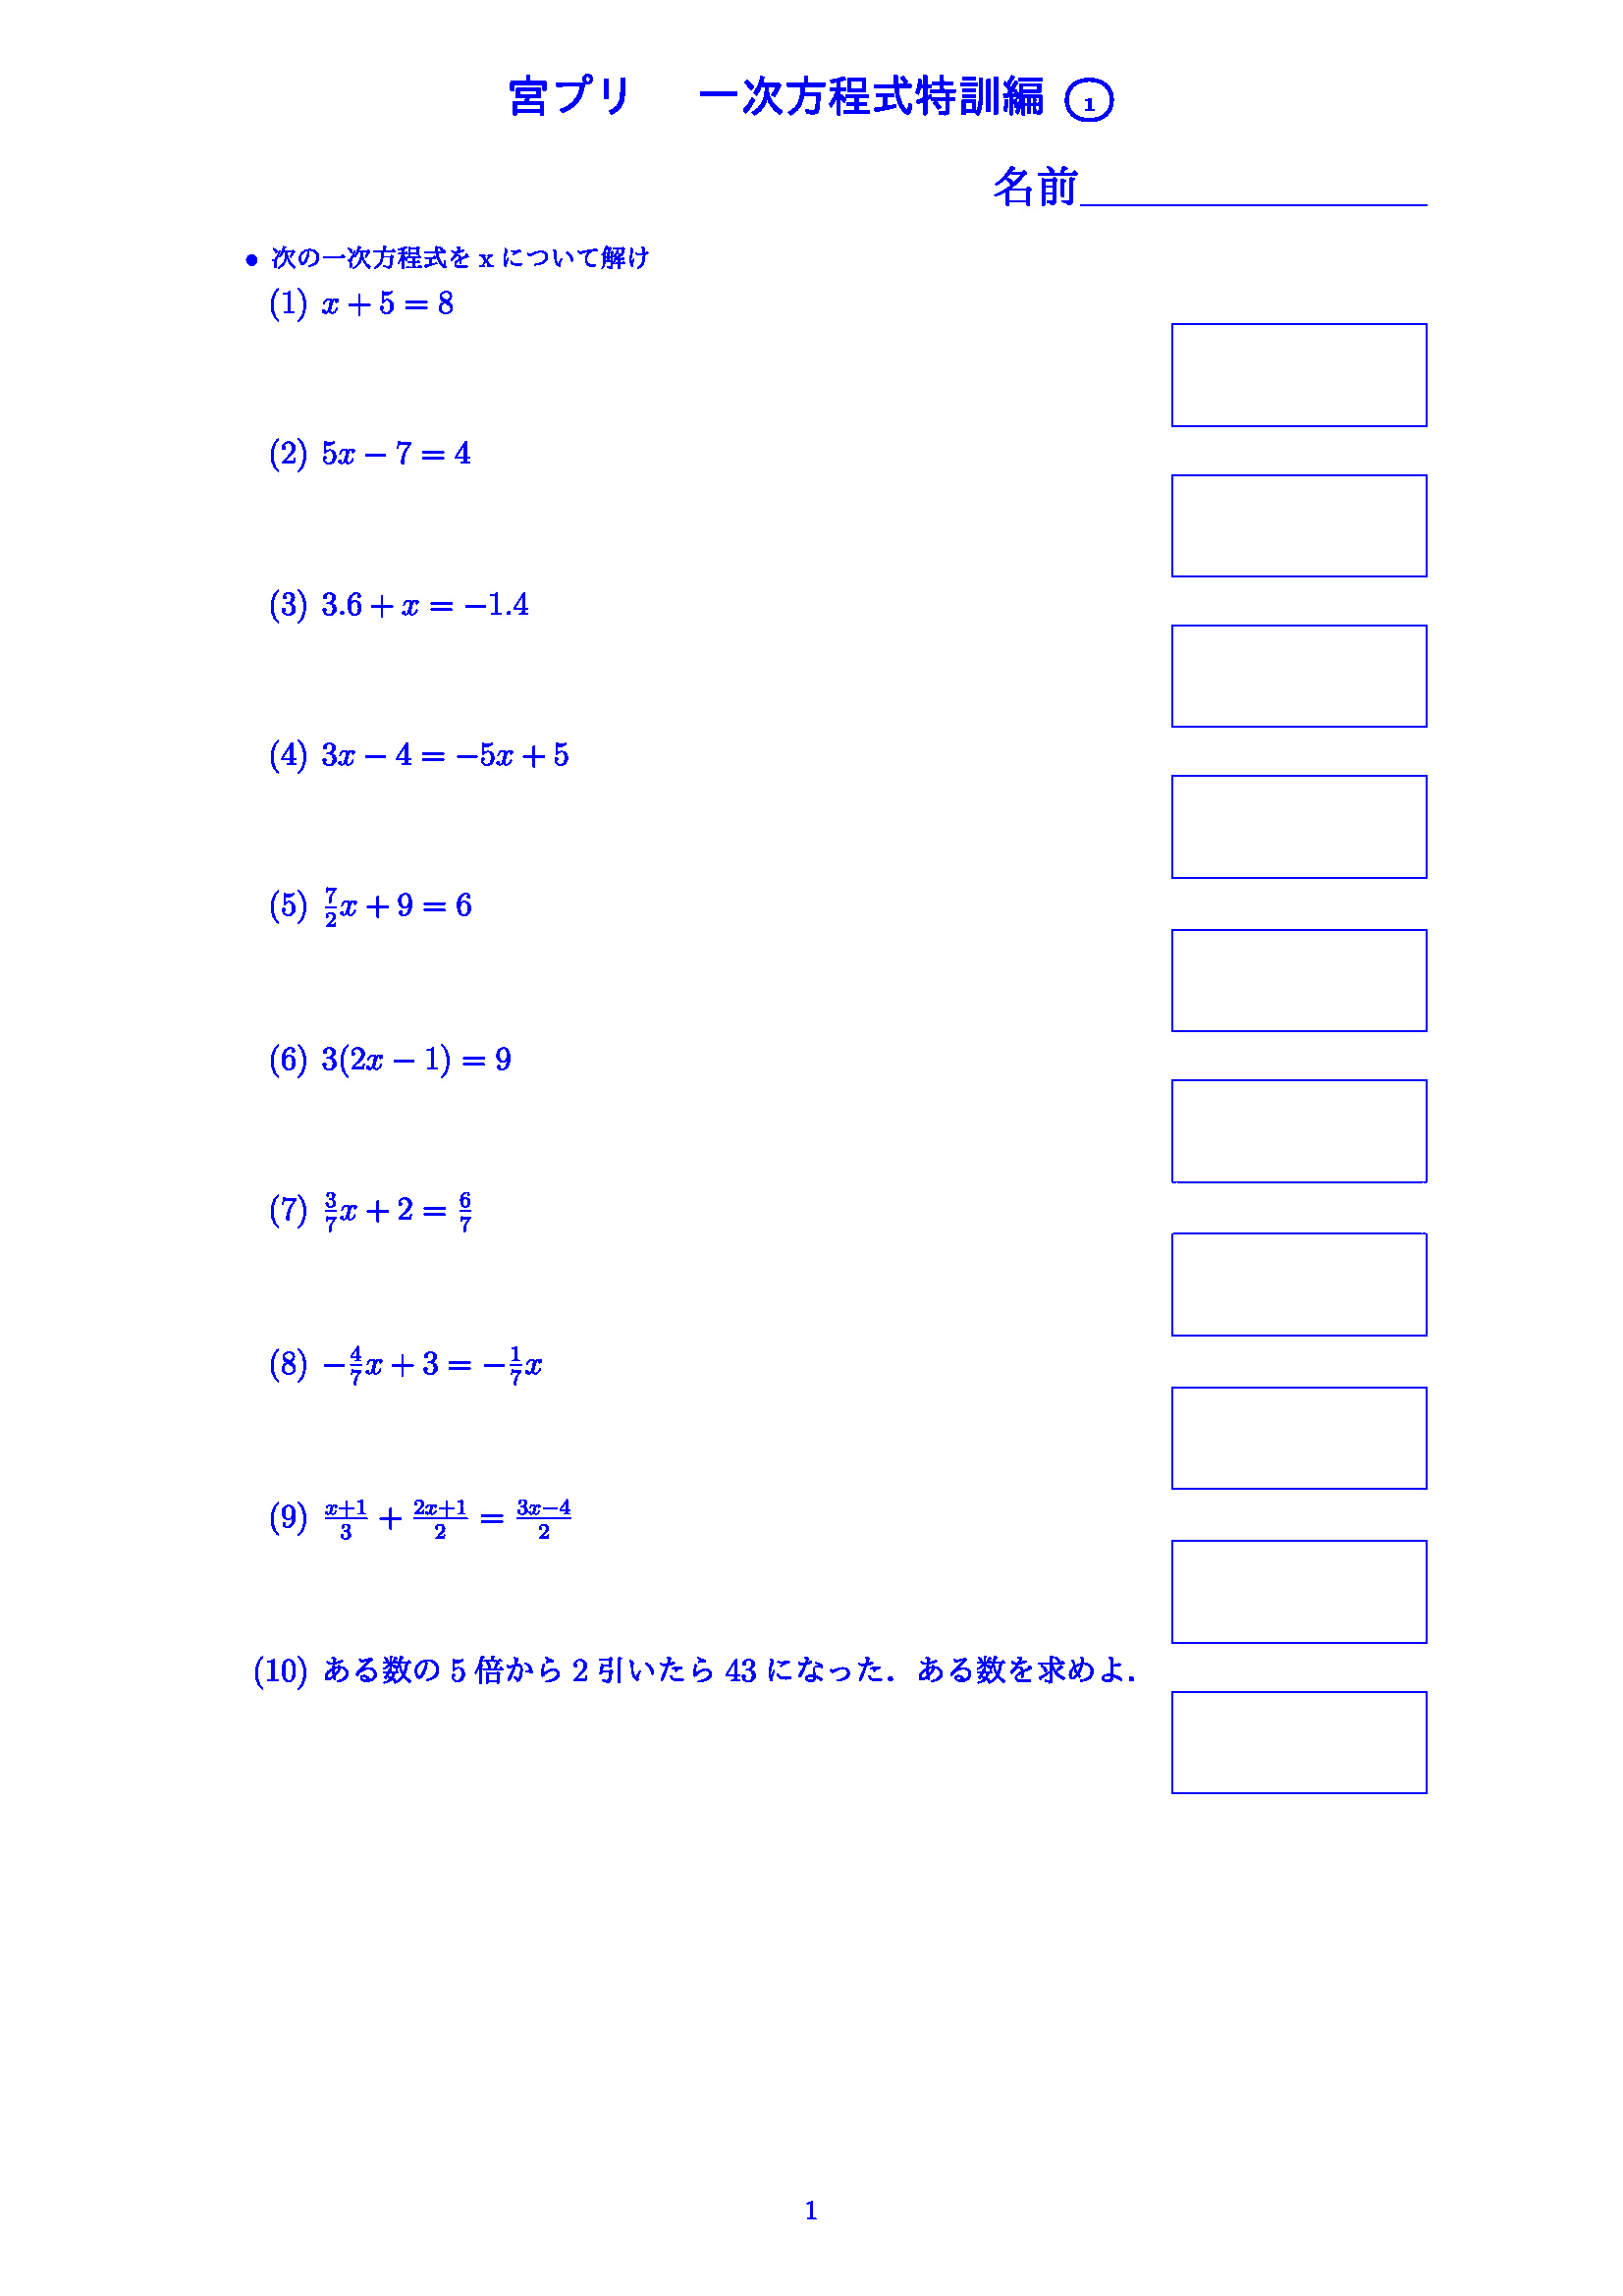 宮プリ　一次方程式特訓編 ①
名前
• 次の一次方程式を x について解け
(1) x + 5 = 8
(2) 5x − 7 = 4
(3) 3.6 + x = −1.4
(4) 3x − 4 = −5x + 5
(5) \frac{7}{2}x + 9 = 6
(6) 3(2x − 1) = 9
(7) \frac{3}{7}x + 2 = \frac{6}{7}
(8) −\frac{4}{7}x + 3 = −\frac{1}{7}x
(9) \frac{x+1}{3} + \frac{2x+1}{2} = \frac{3x−4}{2}
(10) ある数の 5 倍から 2 引いたら 43 になった．ある数を求めよ．
1